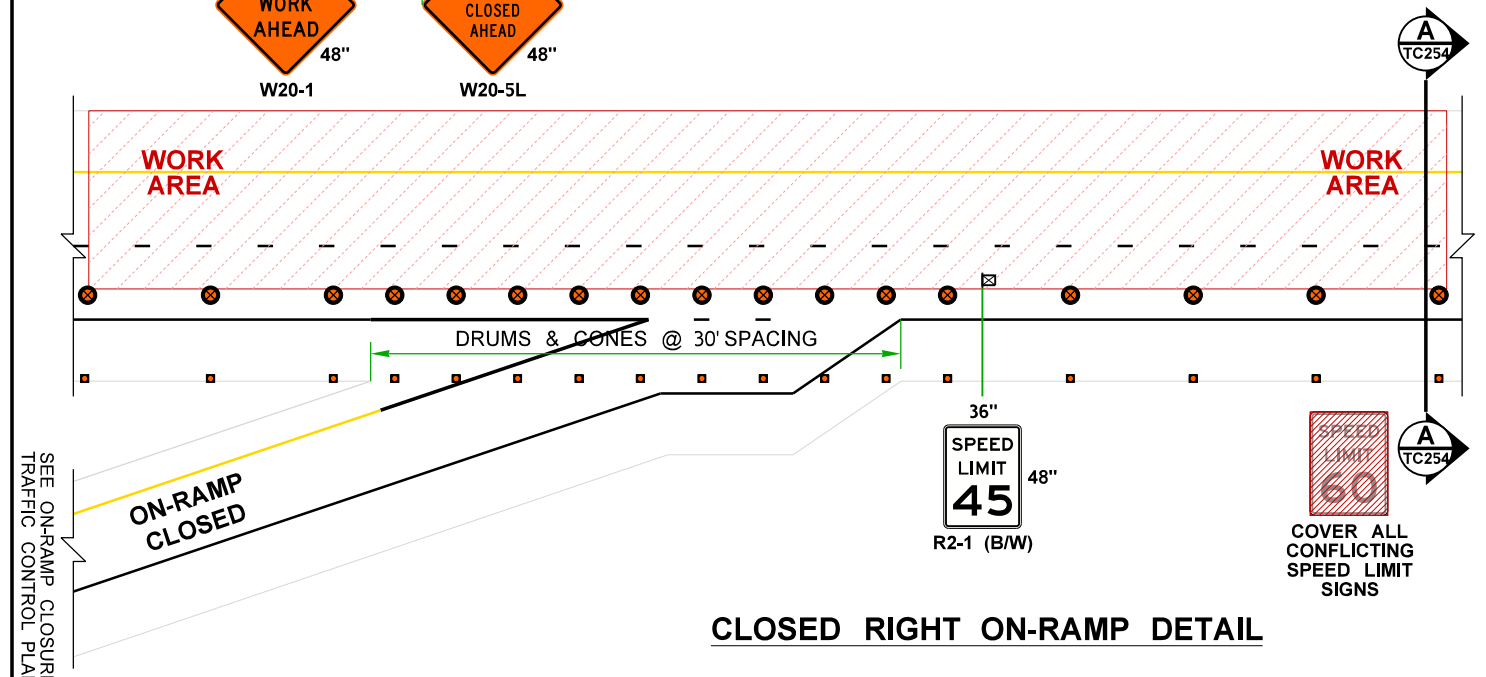 WORK
AHEAD
48"
W20-1
CLOSED
AHEAD
48"
W20-5L
A
TC254
WORK
AREA
WORK
AREA
DRUMS & CONES @ 30' SPACING
36"
SPEED
LIMIT
45
48"
R2-1 (B/W)
SPEED
LIMIT
60
A
TC254
COVER ALL
CONFLICTING
SPEED LIMIT
SIGNS
ON-RAMP
CLOSED
SEE ON-RAMP CLOSURE
TRAFFIC CONTROL PLA
CLOSED RIGHT ON-RAMP DETAIL